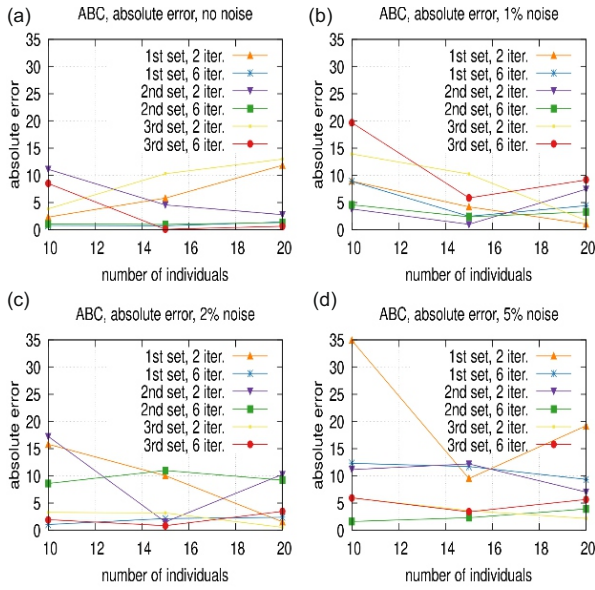 (a)
ABC, absolute error, no noise
35
30
25
20
15
10
5
0
absolute error
1st set, 2 iter.
1st set, 6 iter.
2nd set, 2 iter.
2nd set, 6 iter.
3rd set, 2 iter.
3rd set, 6 iter.
10 12 14 16 18 20
number of individuals
(b)
ABC, absolute error, 1% noise
35
30
25
20
15
10
5
0
absolute error
1st set, 2 iter.
1st set, 6 iter.
2nd set, 2 iter.
2nd set, 6 iter.
3rd set, 2 iter.
3rd set, 6 iter.
10 12 14 16 18 20
number of individuals
(c)
ABC, absolute error, 2% noise
35
30
25
20
15
10
5
0
absolute error
1st set, 2 iter.
1st set, 6 iter.
2nd set, 2 iter.
2nd set, 6 iter.
3rd set, 2 iter.
3rd set, 6 iter.
10 12 14 16 18 20
number of individuals
(d)
ABC, absolute error, 5% noise
35
30
25
20
15
10
5
0
absolute error
1st set, 2 iter.
1st set, 6 iter.
2nd set, 2 iter.
2nd set, 6 iter.
3rd set, 2 iter.
3rd set, 6 iter.
10 12 14 16 18 20
number of individuals